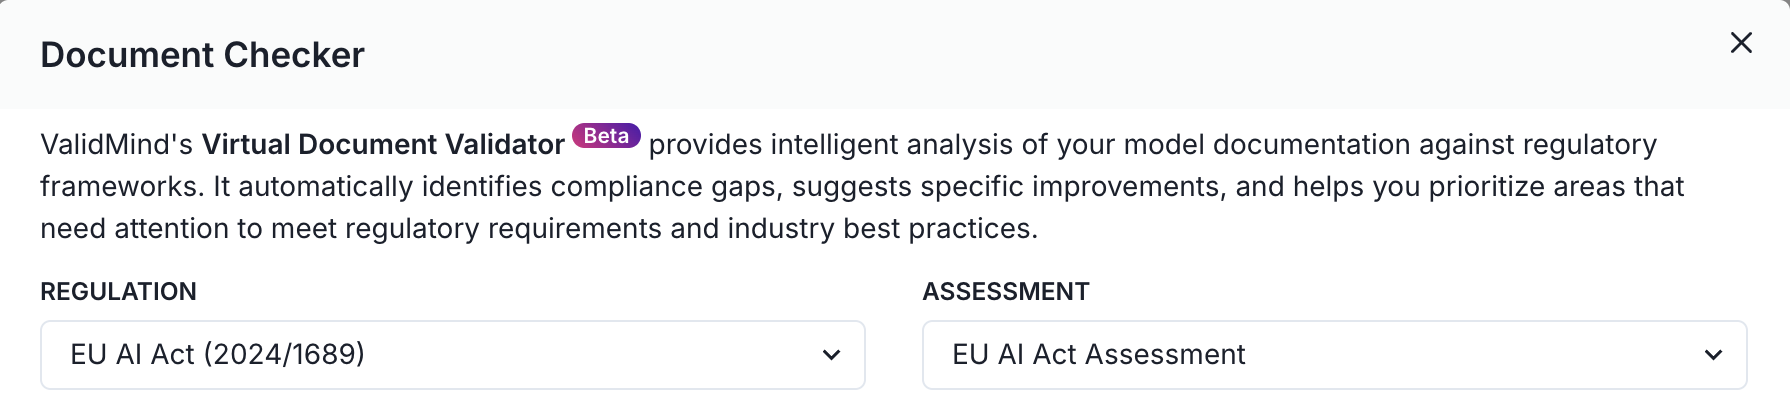 Document Checker
ValidMind's Virtual Document Validator Beta provides intelligent analysis of your model documentation against regulatory
frameworks. It automatically identifies compliance gaps, suggests specific improvements, and helps you prioritize areas that
need attention to meet regulatory requirements and industry best practices.
REGULATION
EU AI Act (2024/1689)
ASSESSMENT
EU AI Act Assessment